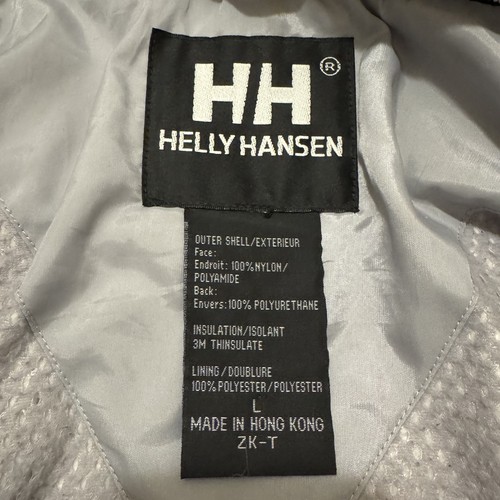 HH®
HELLY HANSEN
OUTER SHELL/EXTERIEUR
Face:
Endroit: 100%NYLON/
POLYAMIDE
Back:
Envers: 100% POLYURETHANE
INSULATION/ISOLANT
3M THINSULATE
LINING/DOUBLURE
100% POLYESTER/POLYESTER
L
MADE IN HONG KONG
ZK-T